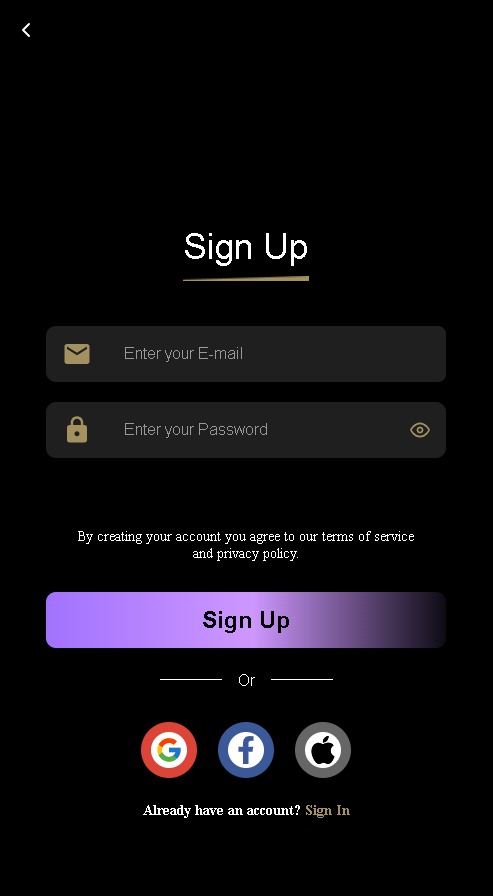 Sign Up
Enter your E-mail
Enter your Password
By creating your account you agree to our terms of service
and privacy policy.
Sign Up
Or
Already have an account? Sign In